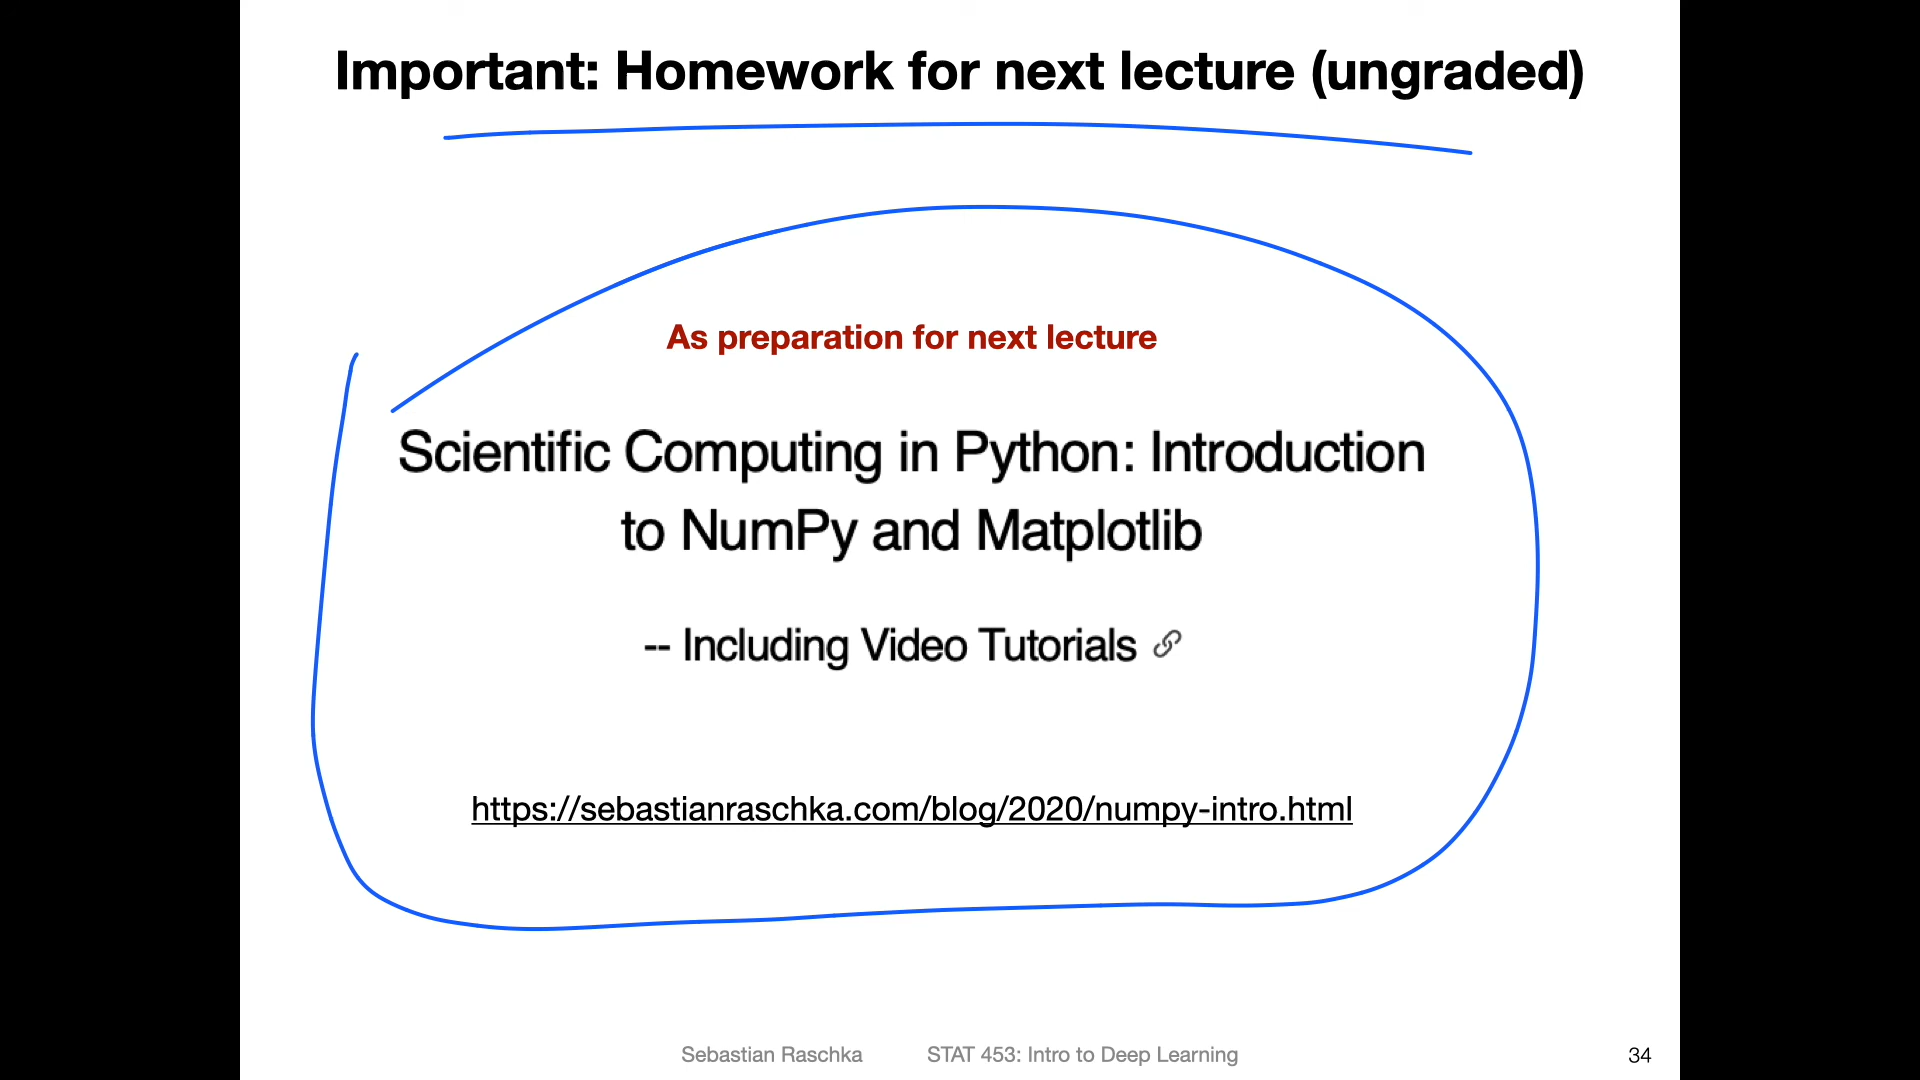 Important: Homework for next lecture (ungraded)
As preparation for next lecture
Scientific Computing in Python: Introduction
to NumPy and Matplotlib
-- Including Video Tutorials
https://sebastianraschka.com/blog/2020/numpy-intro.html
Sebastian Raschka STAT 453: Intro to Deep Learning 34